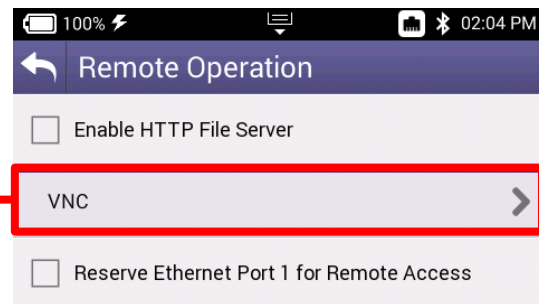 100% 02:04 PM
Remote Operation
Enable HTTP File Server
VNC
Reserve Ethernet Port 1 for Remote Access